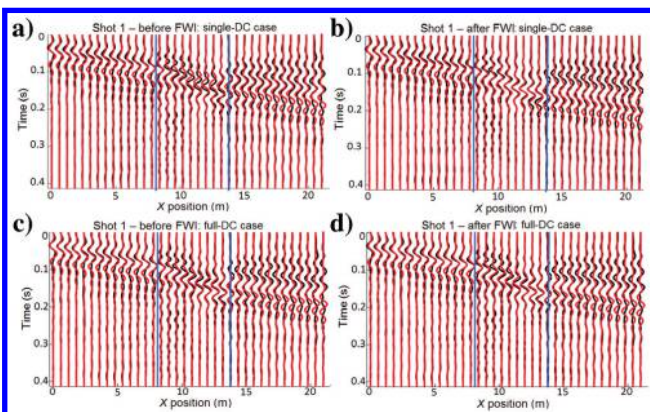 a) Shot 1 – before FWI: single-DC case
0
0.1
0.2
0.3
0.4
Time (s)
0 5 10 15 20
X position (m)
b) Shot 1 – after FWI: single-DC case
0
0.1
0.2
0.3
0.4
Time (s)
0 5 10 15 20
X position (m)
c) Shot 1 – before FWI: full-DC case
0
0.1
0.2
0.3
0.4
Time (s)
0 5 10 15 20
X position (m)
d) Shot 1 – after FWI: full-DC case
0
0.1
0.2
0.3
0.4
Time (s)
0 5 10 15 20
X position (m)